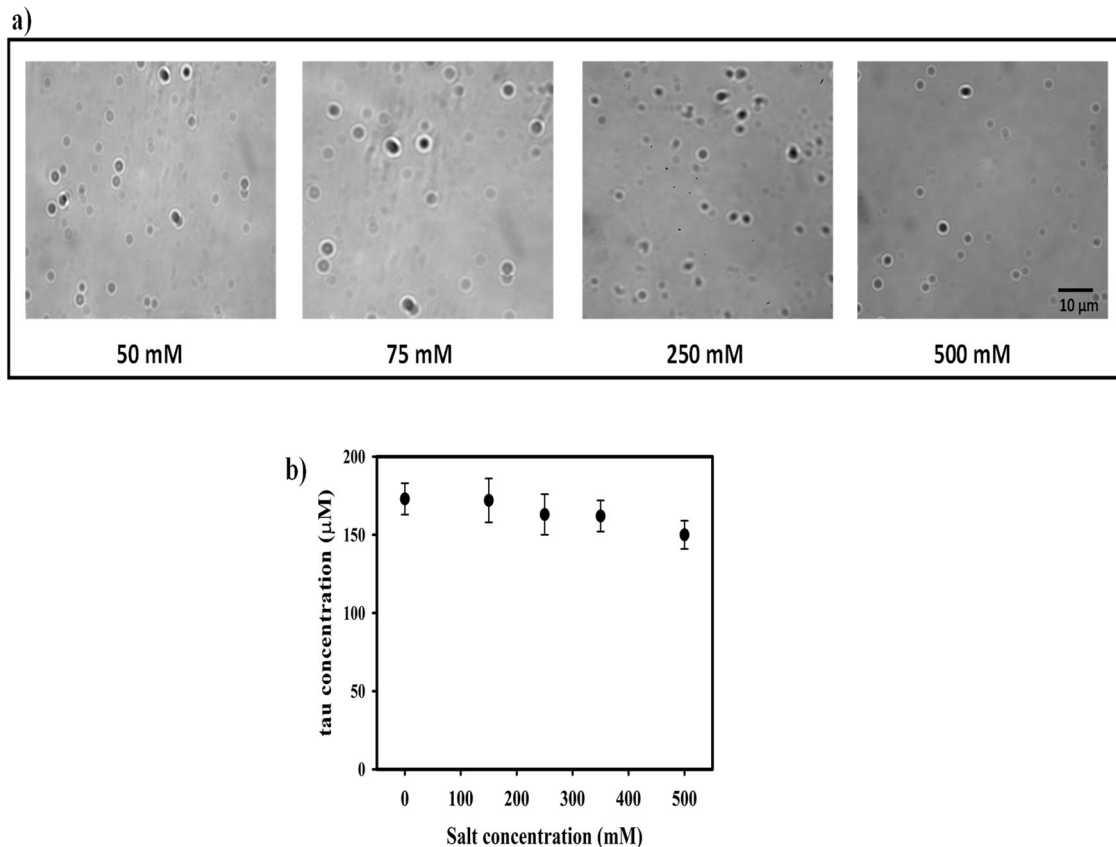 a)
10 μm
50 mM 75 mM 250 mM 500 mM
b)
tau concentration (μM)
200
150
100
50
0
0 100 200 300 400 500
Salt concentration (mM)